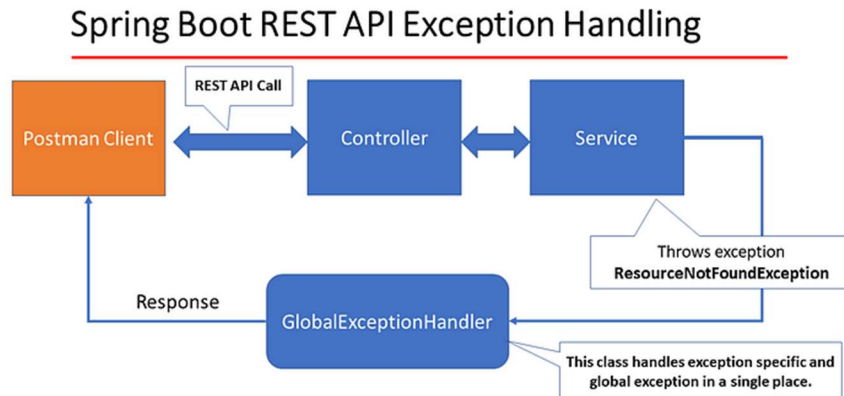 Spring Boot REST API Exception Handling
REST API Call
Postman Client
Controller
Service
Throws exception
ResourceNotFoundException
Response
GlobalExceptionHandler
This class handles exception specific and
global exception in a single place.